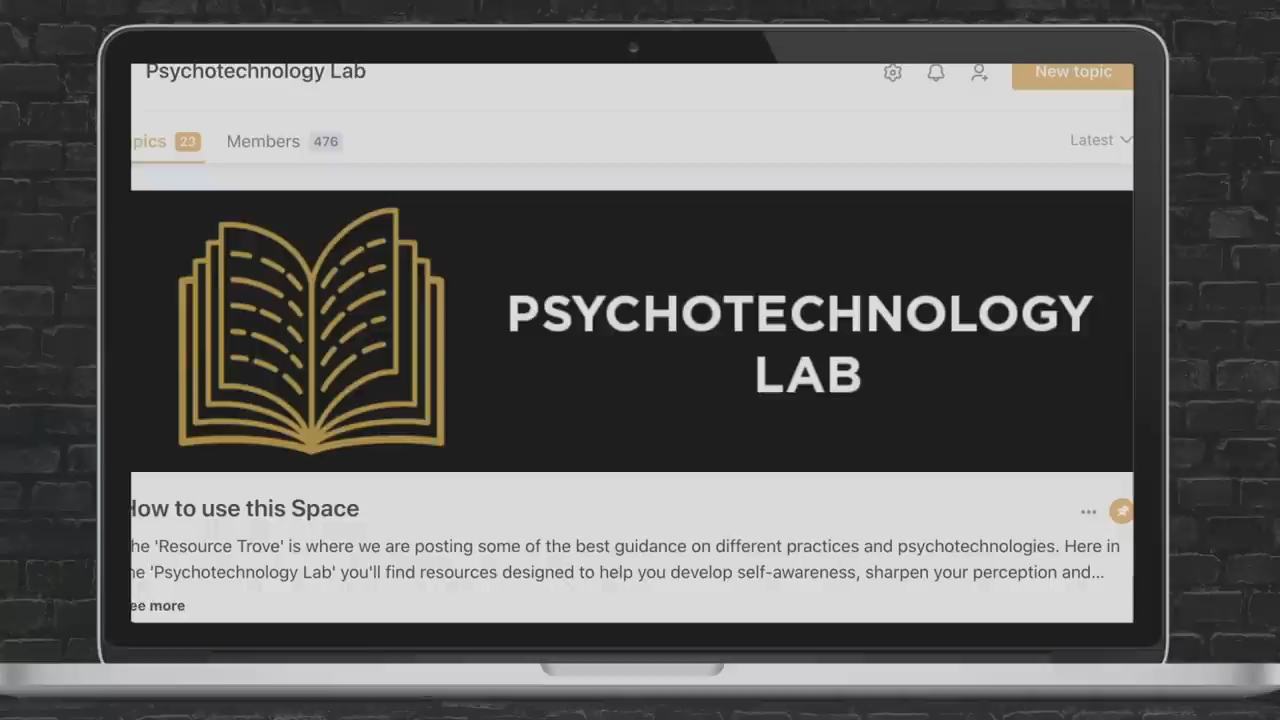 Psychotechnology Lab
New topic
pics 23
Members 476
Latest
PSYCHOTECHNOLOGY
LAB
How to use this Space
he 'Resource Trove' is where we are posting some of the best guidance on different practices and psychotechnologies. Here in
e 'Psychotechnology Lab' you'll find resources designed to help you develop self-awareness, sharpen your perception and...
ee more